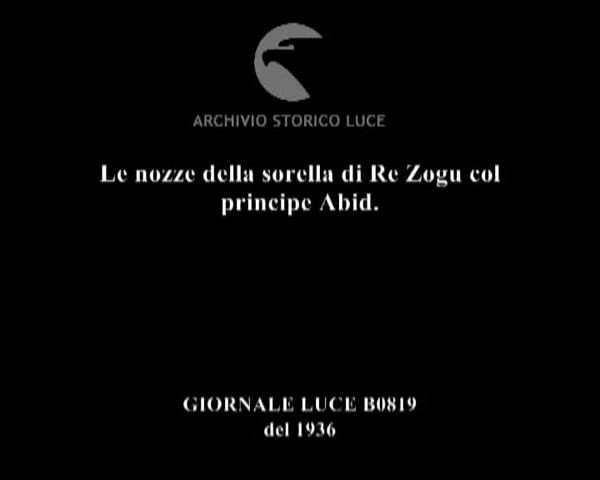 ARCHIVIO STORICO LUCE
Le nozze della sorella di Re Zogu col
principe Abid.
GIORNALE LUCE B0819
del 1936